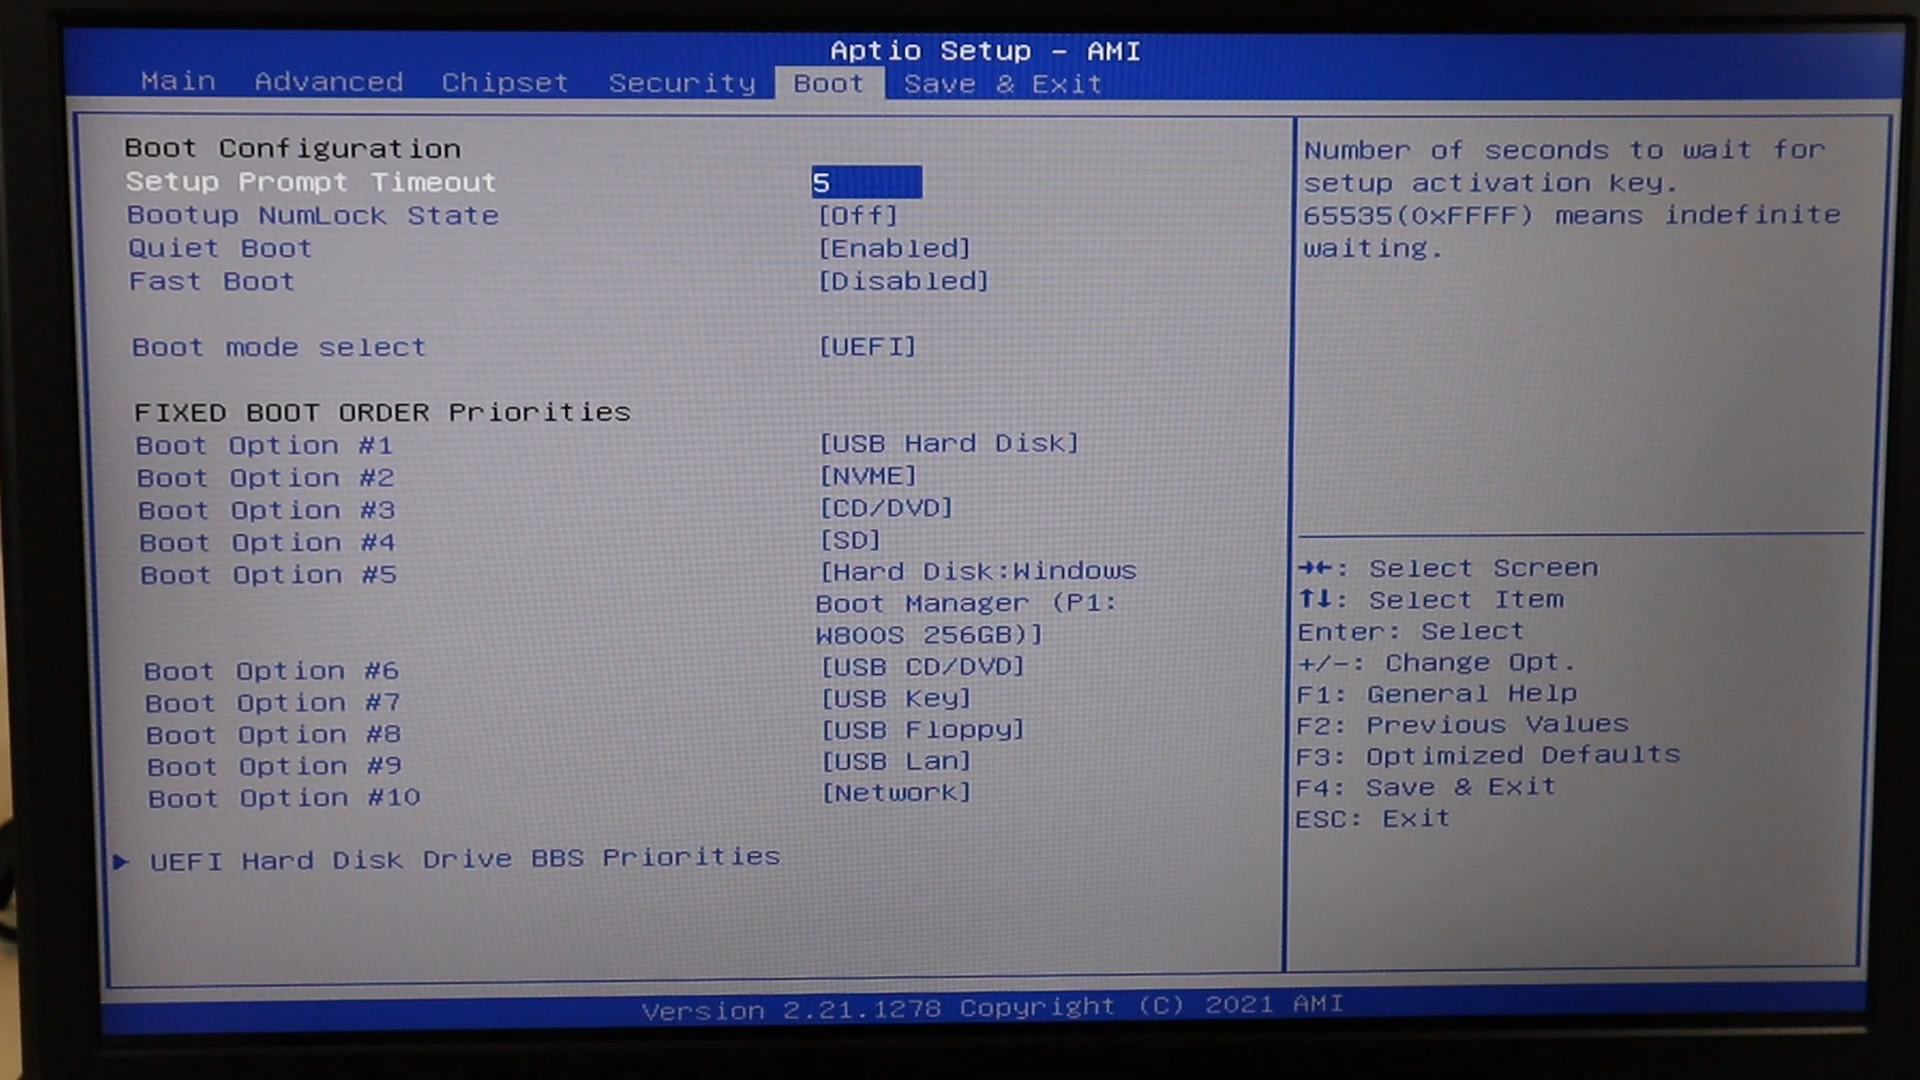 Aptio Setup – AMI
Main Advanced Chipset Security Boot Save & Exit
Boot Configuration
Setup Prompt Timeout 5
Bootup NumLock State [Off]
Quiet Boot [Enabled]
Fast Boot [Disabled]
Boot mode select [UEFI]
FIXED BOOT ORDER Priorities
Boot Option #1 [USB Hard Disk]
Boot Option #2 [NVME]
Boot Option #3 [CD/DVD]
Boot Option #4 [SD]
Boot Option #5 [Hard Disk:Windows
Boot Manager (P1:
W800S 256GB)]
Boot Option #6 [USB CD/DVD]
Boot Option #7 [USB Key]
Boot Option #8 [USB Floppy]
Boot Option #9 [USB Lan]
Boot Option #10 [Network]
UEFI Hard Disk Drive BBS Priorities
Number of seconds to wait for
setup activation key.
65535(0xFFFF) means indefinite
waiting.
→←: Select Screen
↑↓: Select Item
Enter: Select
+/-: Change Opt.
F1: General Help
F2: Previous Values
F3: Optimized Defaults
F4: Save & Exit
ESC: Exit
Version 2.21.1278 Copyright (C) 2021 AMI